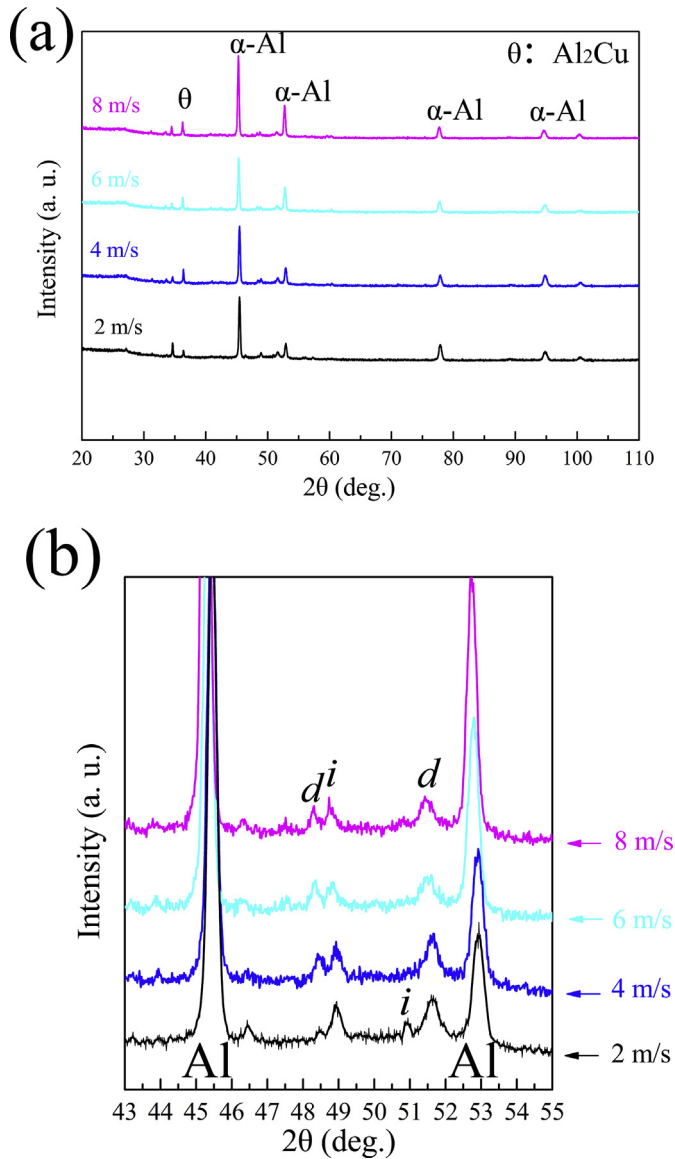 (a)
θ: Al₂Cu
α-Al
α-Al
α-Al
α-Al
θ
8 m/s
6 m/s
4 m/s
2 m/s
Intensity (a. u.)
20 30 40 50 60 70 80 90 100 110
2θ (deg.)
(b)
d i d
i
Al Al
8 m/s
6 m/s
4 m/s
2 m/s
Intensity (a. u.)
43 44 45 46 47 48 49 50 51 52 53 54 55
2θ (deg.)